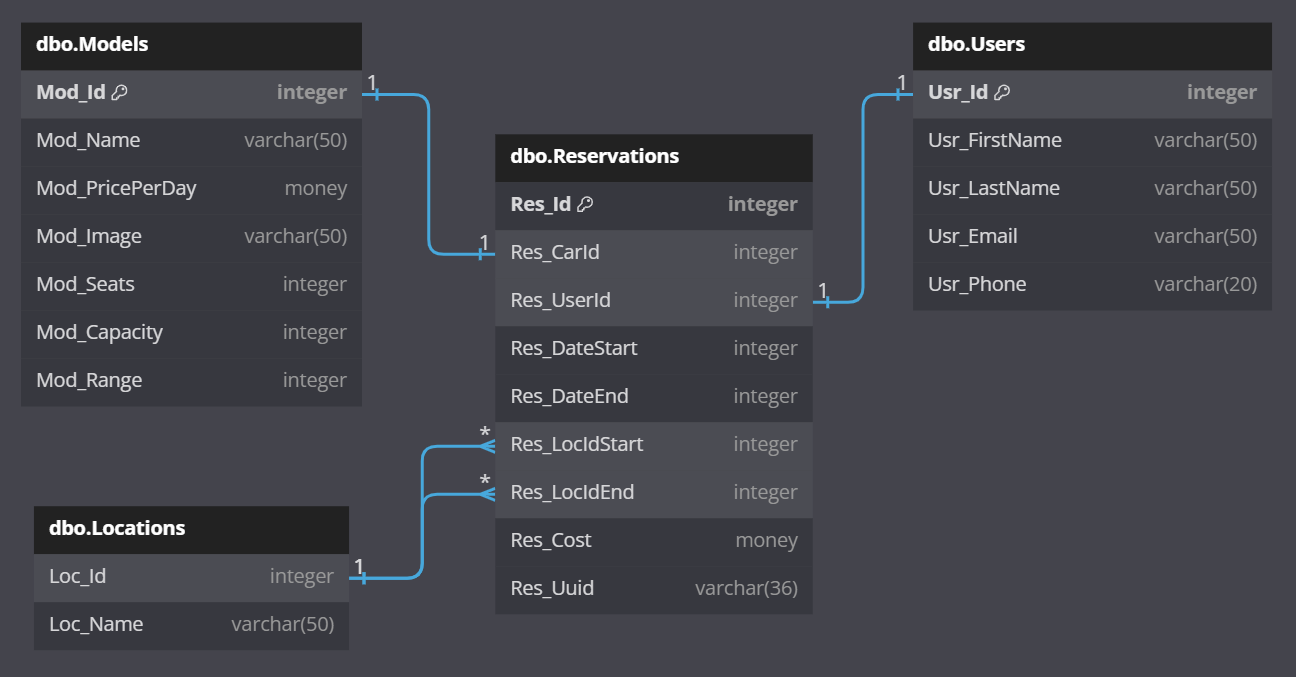 dbo.Models
Mod_Id integer
Mod_Name varchar(50)
Mod_PricePerDay money
Mod_Image varchar(50)
Mod_Seats integer
Mod_Capacity integer
Mod_Range integer
1
1
dbo.Reservations
Res_Id integer
Res_CarId integer
Res_UserId integer
Res_DateStart integer
Res_DateEnd integer
Res_LocIdStart integer
Res_LocIdEnd integer
Res_Cost money
Res_Uuid varchar(36)
1
1
dbo.Users
Usr_Id integer
Usr_FirstName varchar(50)
Usr_LastName varchar(50)
Usr_Email varchar(50)
Usr_Phone varchar(20)
*
*
1
dbo.Locations
Loc_Id integer
Loc_Name varchar(50)